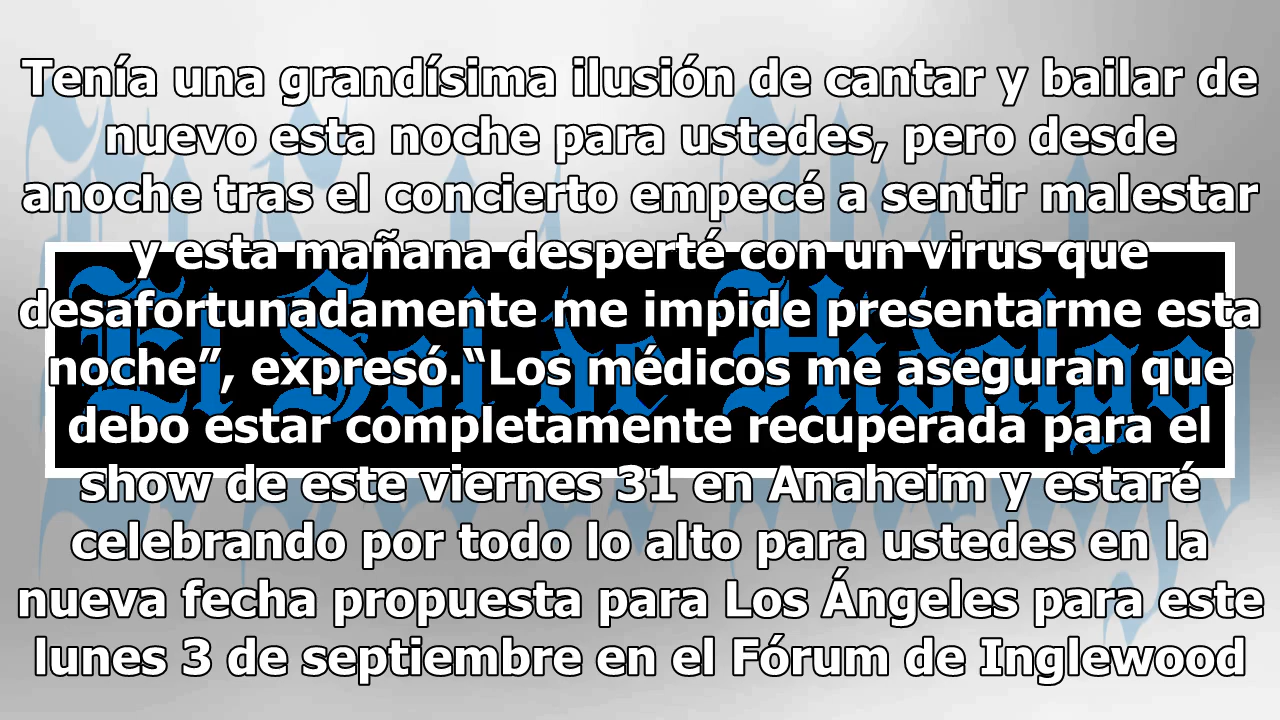 Tenía una grandísima ilusión de cantar y bailar de
nuevo esta noche para ustedes, pero desde
anoche tras el concierto empecé a sentir malestar
y esta mañana desperté con un virus que
desafortunadamente me impide presentarme esta
noche”, expresó.“Los médicos me aseguran que
debo estar completamente recuperada para el
show de este viernes 31 en Anaheim y estaré
celebrando por todo lo alto para ustedes en la
nueva fecha propuesta para Los Ángeles para este
lunes 3 de septiembre en el Fórum de Inglewood
El Sol de Hidalgo